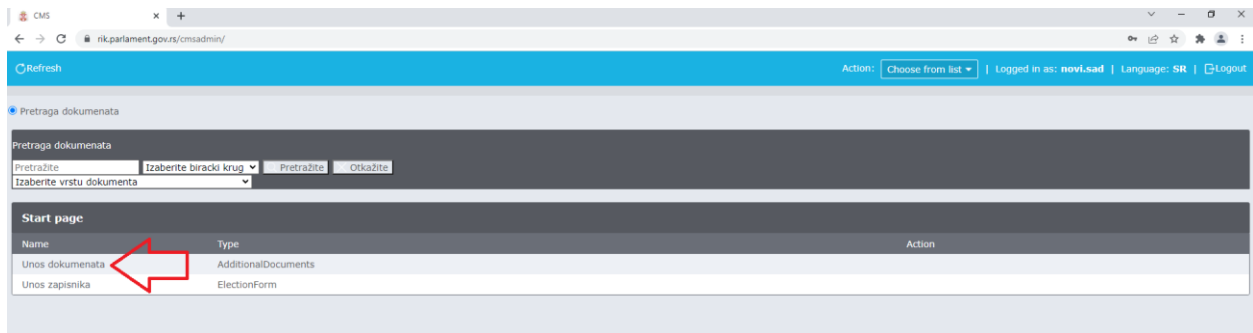 CMS
rik.parlament.gov.rs/cmsadmin/
Refresh Action: Choose from list | Logged in as: novi.sad | Language: SR | Logout
Pretraga dokumenata
Pretraga dokumenata
Pretražite Izaberite biracki krug Pretražite Otkažite
Izaberite vrstu dokumenta
Start page
Name Type Action
Unos dokumenata AdditionalDocuments
Unos zapisnika ElectionForm